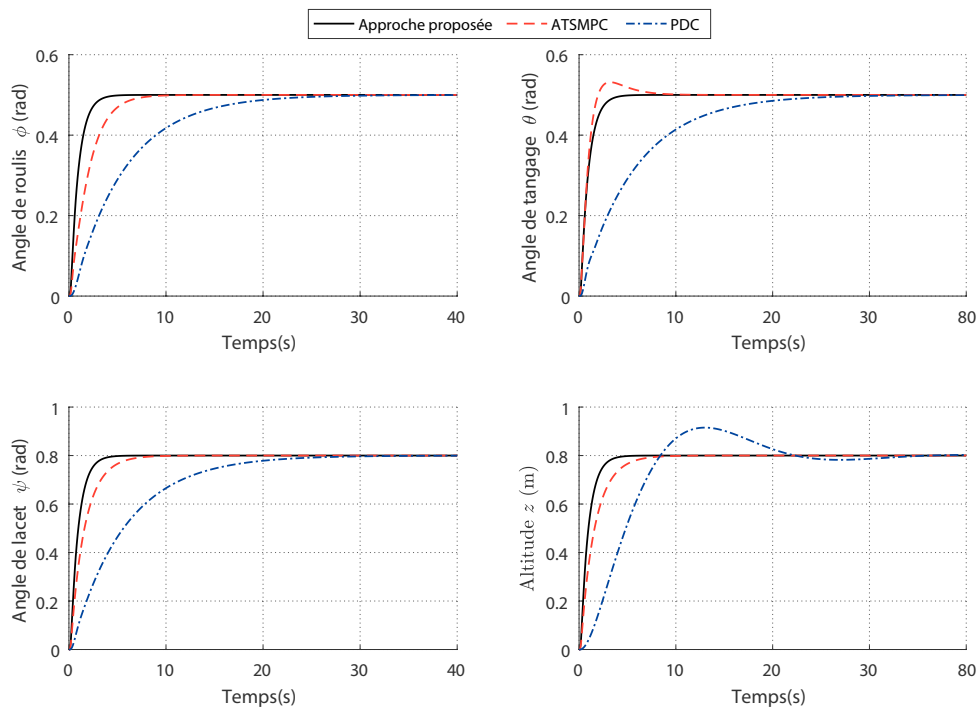 Approche proposée ATSMPC PDC
0.6
0.4
0.2
0
Angle de roulis ϕ (rad)
0 10 20 30 40
Temps(s)
0.6
0.4
0.2
0
Angle de tangage θ (rad)
0 10 20 20 80
Temps(s)
1
0.8
0.6
0.4
0.2
0
Angle de lacet ψ (rad)
0 10 20 30 40
Temps(s)
1
0.8
0.6
0.4
0.2
0
Altitude z (m)
0 10 20 30 80
Temps(s)